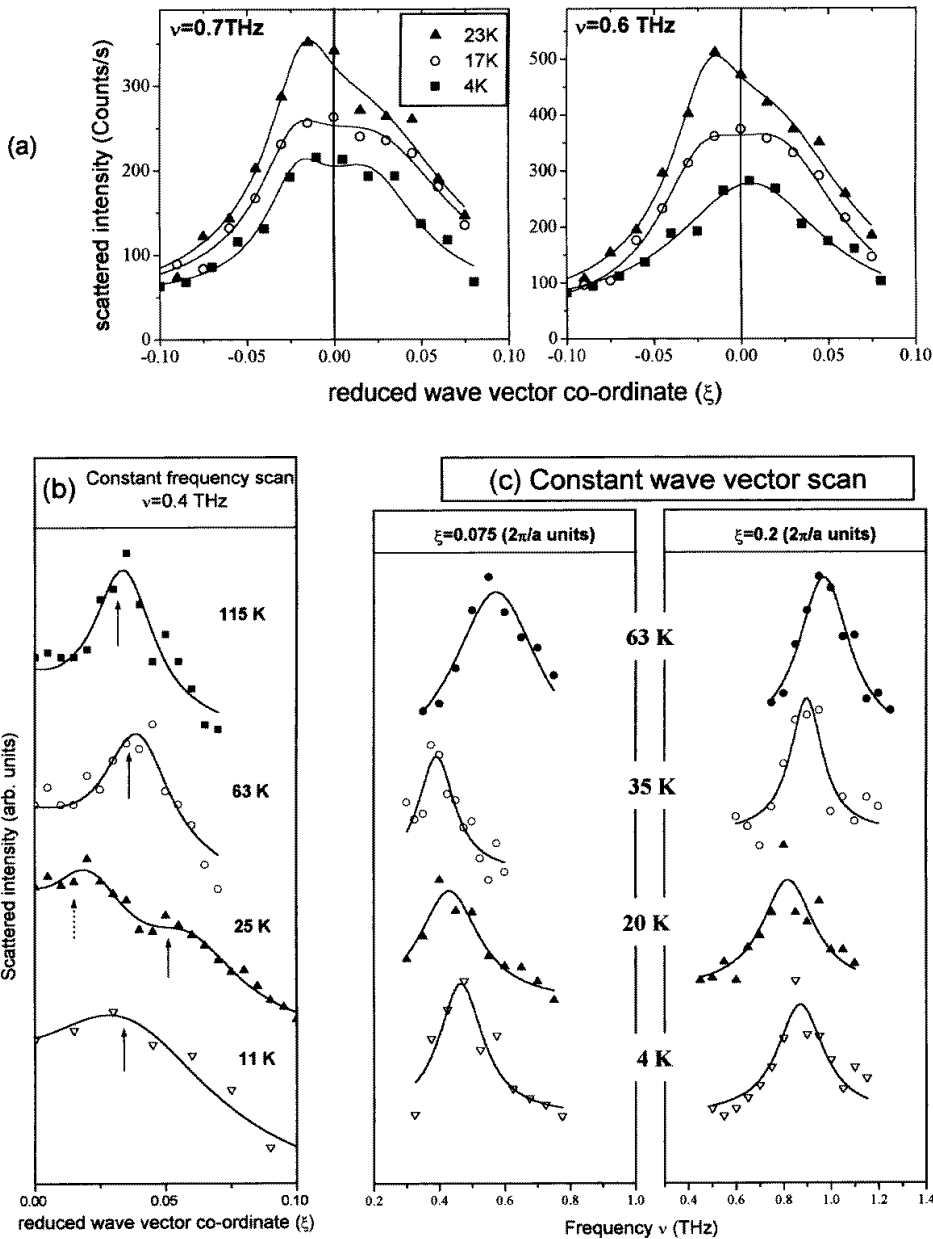 (a)
ν=0.7THz
▲ 23K
○ 17K
■ 4K
ν=0.6 THz
scattered intensity (Counts/s)
300
200
100
0
500
400
300
200
100
0
-0.10 -0.05 0.00 0.05 0.10
-0.10 -0.05 0.00 0.05 0.10
reduced wave vector co-ordinate (ξ)
(b) Constant frequency scan
ν=0.4 THz
115 K
63 K
25 K
11 K
Scattered intensity (arb. units)
0.00 0.05 0.10
reduced wave vector co-ordinate (ξ)
(c) Constant wave vector scan
ξ=0.075 (2π/a units)
ξ=0.2 (2π/a units)
63 K
35 K
20 K
4 K
0.2 0.4 0.6 0.8 1.0
0.4 0.6 0.8 1.0 1.2 1.4
Frequency ν (THz)